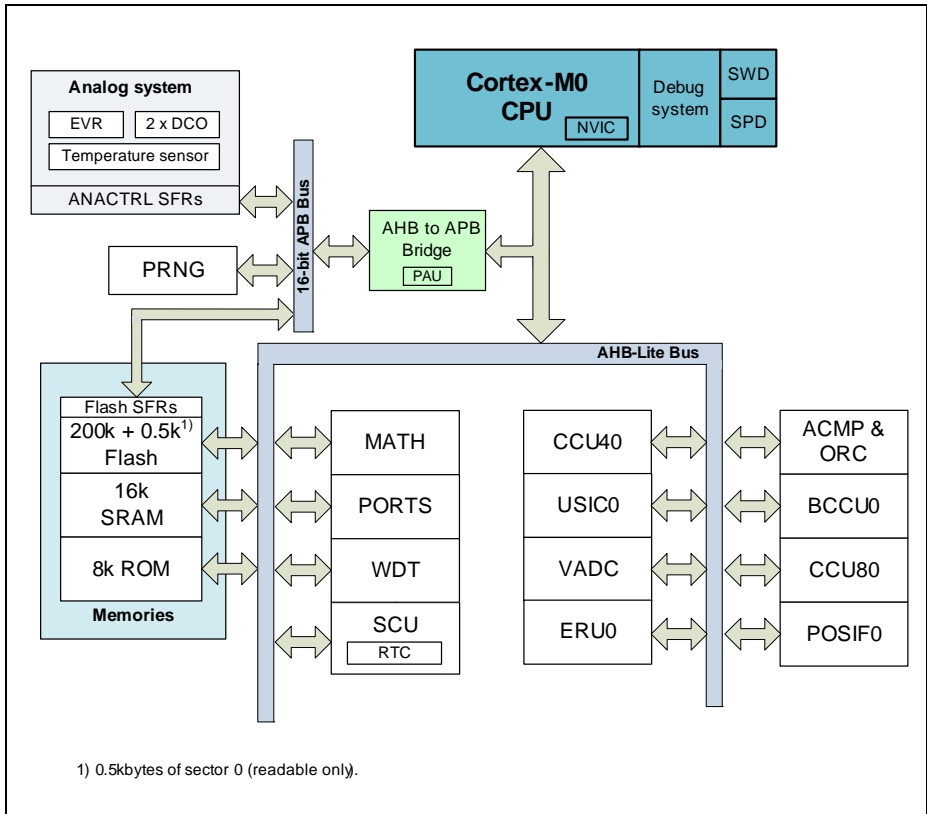 Analog system
EVR
2 x DCO
Temperature sensor
ANACTRL SFRs
Cortex-M0
CPU
NVIC
Debug
system
SWD
SPD
16-bit APB Bus
AHB to APB
Bridge
PAU
PRNG
AHB-Lite Bus
Flash SFRs
200k + 0.5k1)
Flash
16k
SRAM
8k ROM
Memories
MATH
PORTS
WDT
SCU
RTC
CCU40
USIC0
VADC
ERU0
ACMP &
ORC
BCCU0
CCU80
POSIF0
1) 0.5kbytes of sector 0 (readable only).